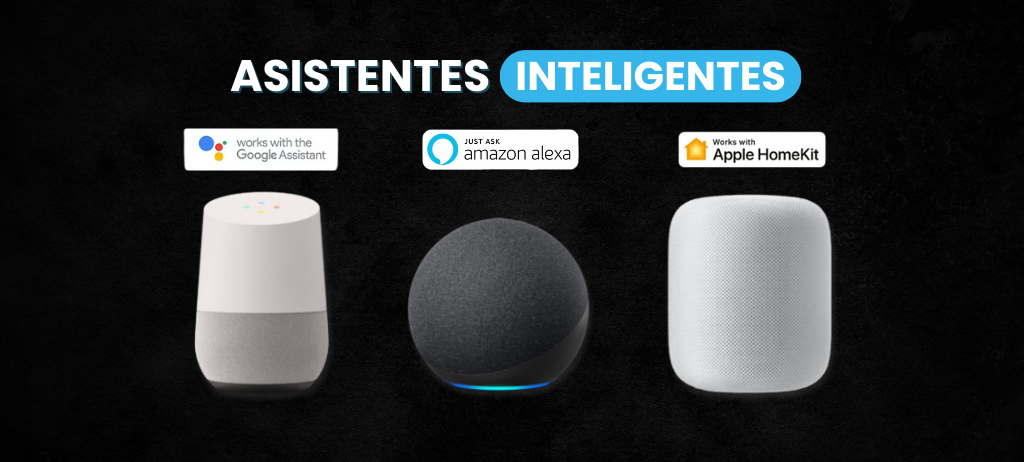 ASISTENTES INTELIGENTES
works with the
Google Assistant
JUST ASK
amazon alexa
Works with
Apple HomeKit